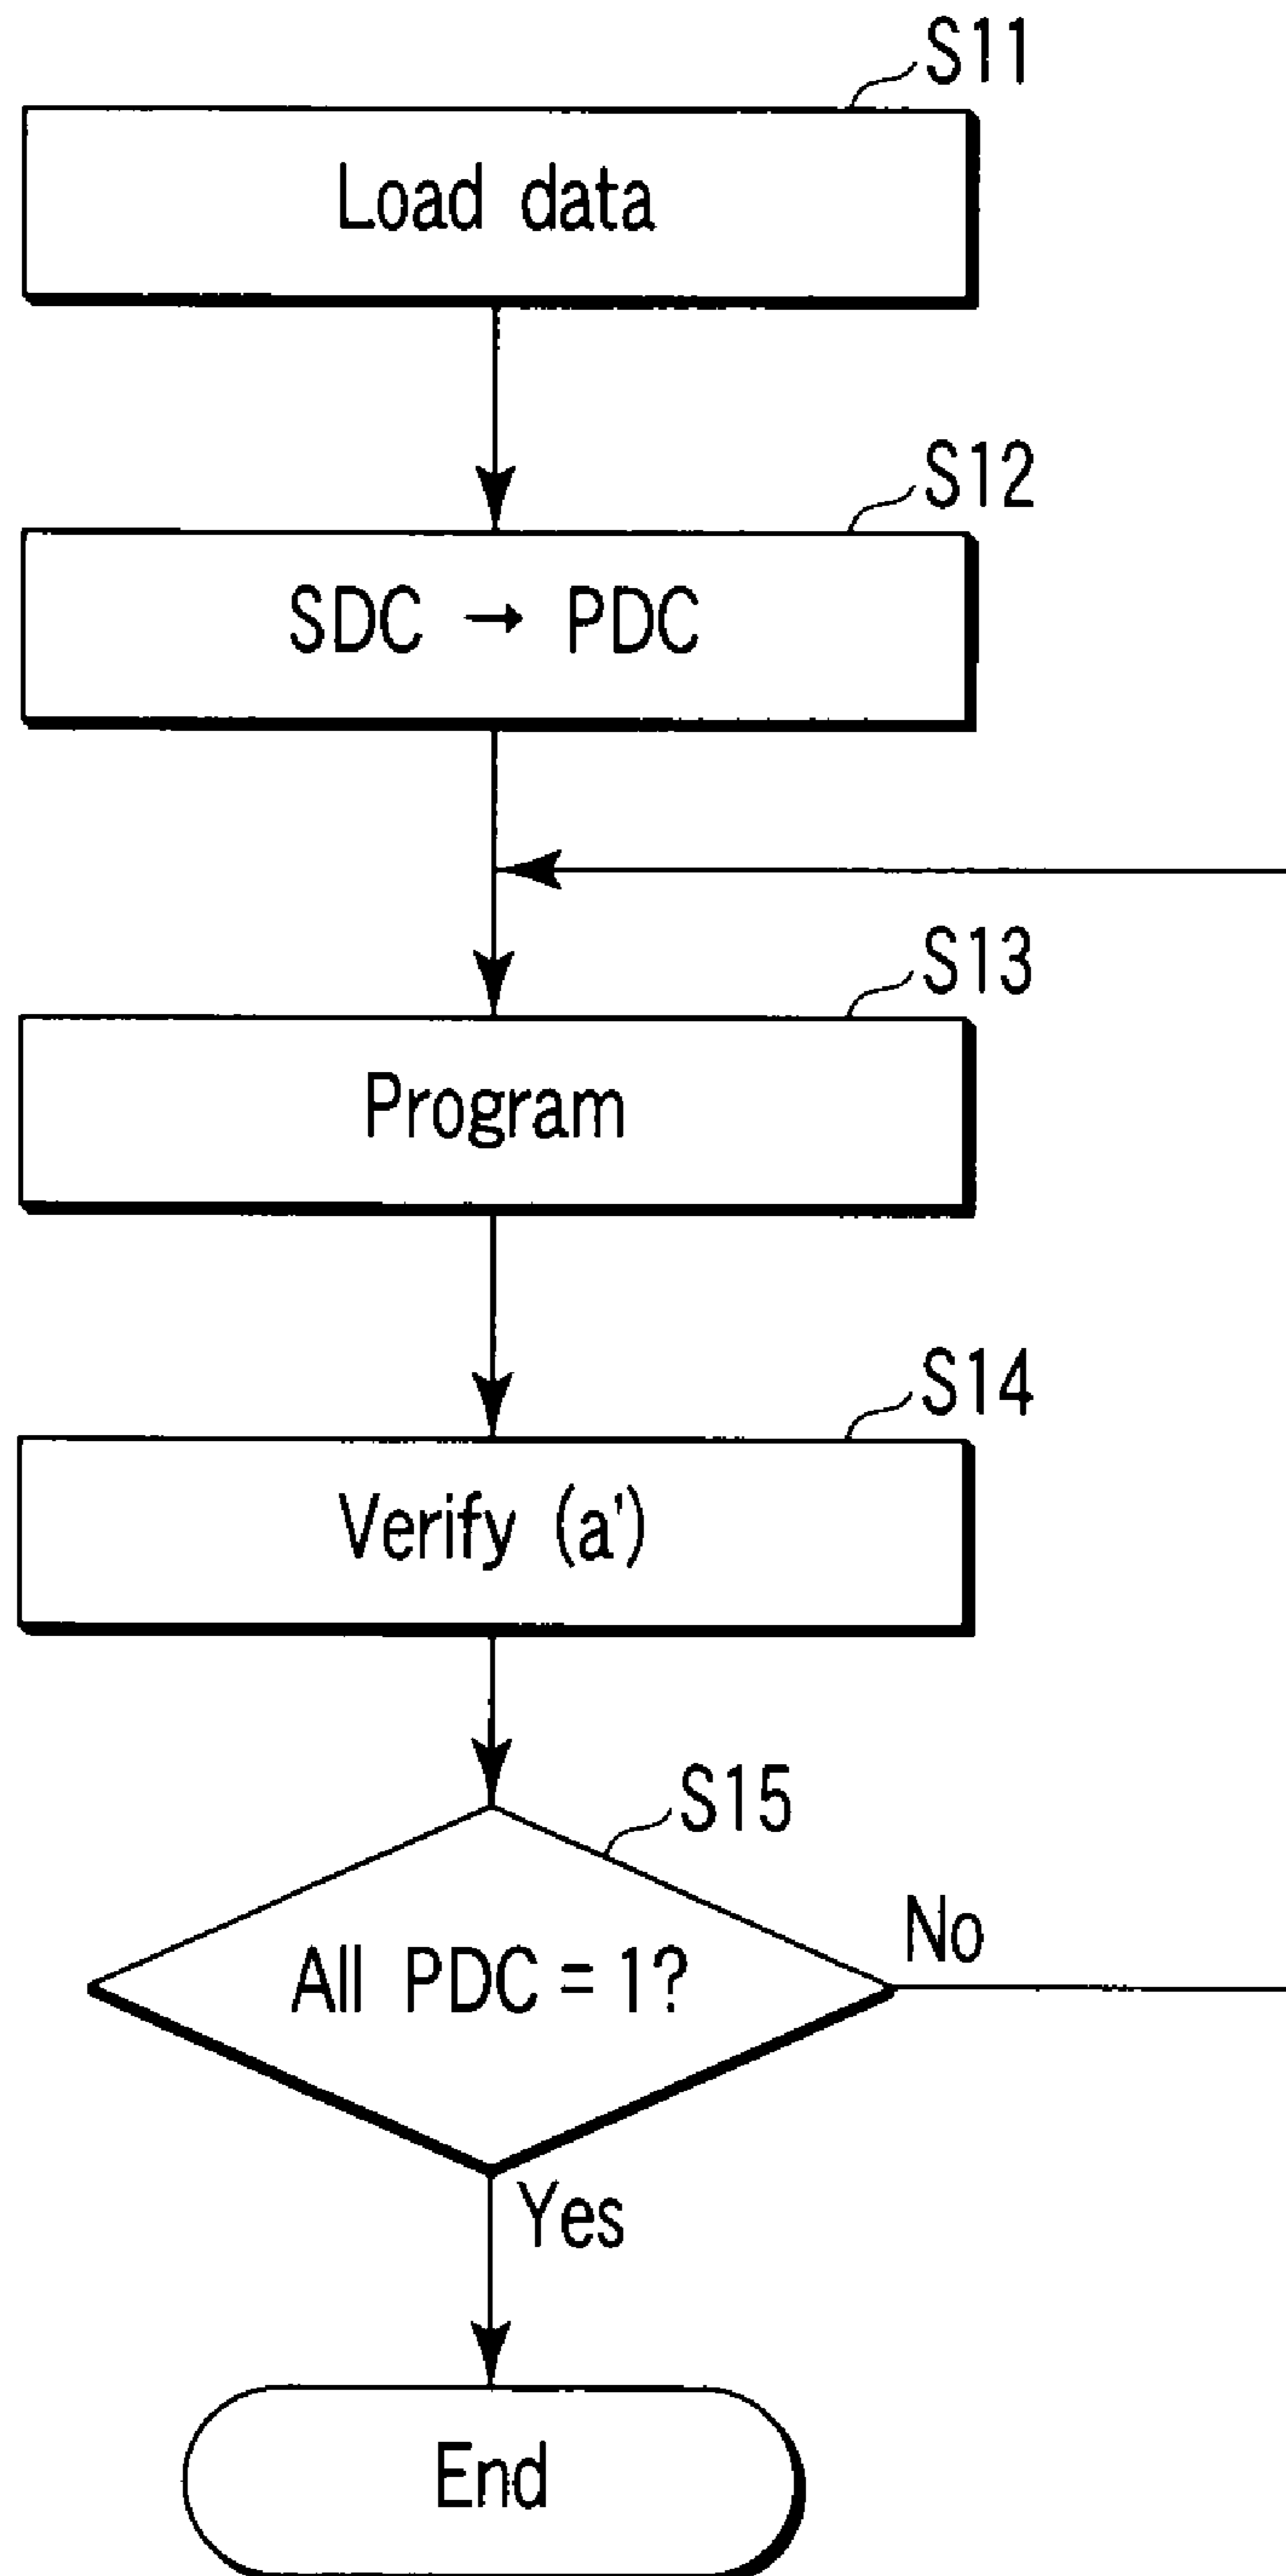 S11
Load data
S12
SDC → PDC
S13
Program
S14
Verify (a')
S15
All PDC = 1?
No
Yes
End